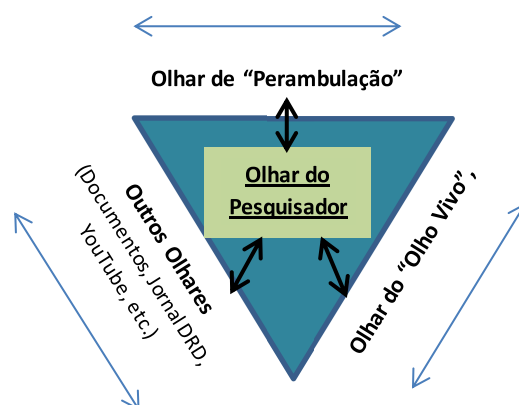 Olhar de “Perambulação”
Olhar do
Pesquisador
Outros Olhares
(Documentos, Jornal DRD,
YouTube, etc.)
Olhar do “Olho Vivo”,